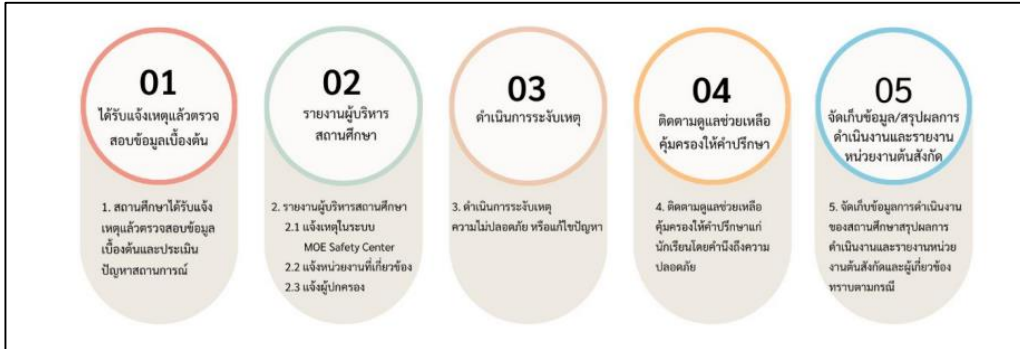 01
ได้รับแจ้งเหตุแล้วตรวจ
สอบข้อมูลเบื้องต้น
1. สถานศึกษาได้รับแจ้ง
เหตุแล้วตรวจสอบข้อมูล
เบื้องต้นและประเมิน
ปัญหาสถานการณ์
02
รายงานผู้บริหาร
สถานศึกษา
2. รายงานผู้บริหารสถานศึกษา
2.1 แจ้งเหตุในระบบ
MOE Safety Center
2.2 แจ้งหน่วยงานที่เกี่ยวข้อง
2.3 แจ้งผู้ปกครอง
03
ดำเนินการระงับเหตุ
3. ดำเนินการระงับเหตุ
ความไม่ปลอดภัย หรือแก้ไขปัญหา
04
ติดตามดูแลช่วยเหลือ
คุ้มครองให้คำปรึกษา
4. ติดตามดูแลช่วยเหลือ
คุ้มครองให้คำปรึกษาแก่
นักเรียนโดยคำนึงถึงความ
ปลอดภัย
05
จัดเก็บข้อมูล/สรุปผลการ
ดำเนินงานและรายงาน
หน่วยงานต้นสังกัด
5. จัดเก็บข้อมูลการดำเนินงาน
ของสถานศึกษาสรุปผลการ
ดำเนินงานและรายงานหน่วย
งานต้นสังกัดและผู้เกี่ยวข้อง
ทราบตามกรณี